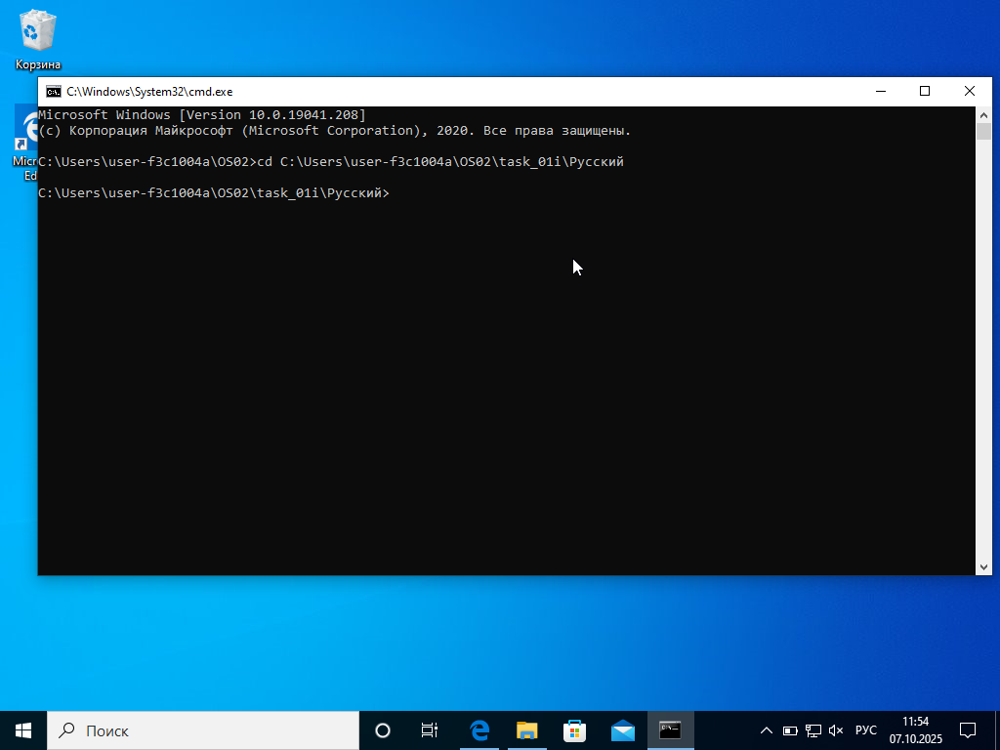 Корзина
C:\Windows\System32\cmd.exe
Microsoft Windows [Version 10.0.19041.208]
(c) Корпорация Майкрософт (Microsoft Corporation), 2020. Все права защищены.
C:\Users\user-f3c1004a\OS02>cd C:\Users\user-f3c1004a\OS02\task_01i\Русский
C:\Users\user-f3c1004a\OS02\task_01i\Русский>
Micr
Ed
Поиск
РУС
11:54
07.10.2025